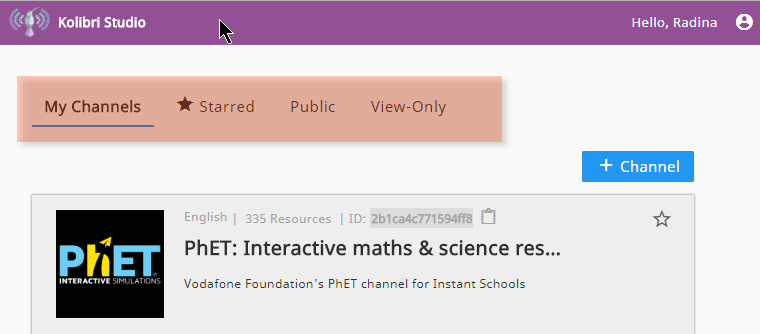 Kolibri Studio
Hello, Radina
My Channels ★ Starred Public View-Only
+ Channel
English | 335 Resources | ID: 2b1ca4c771594ff8
PhET: Interactive maths & science res...
PhET
INTERACTIVE SIMULATIONS
Vodafone Foundation's PhET channel for Instant Schools